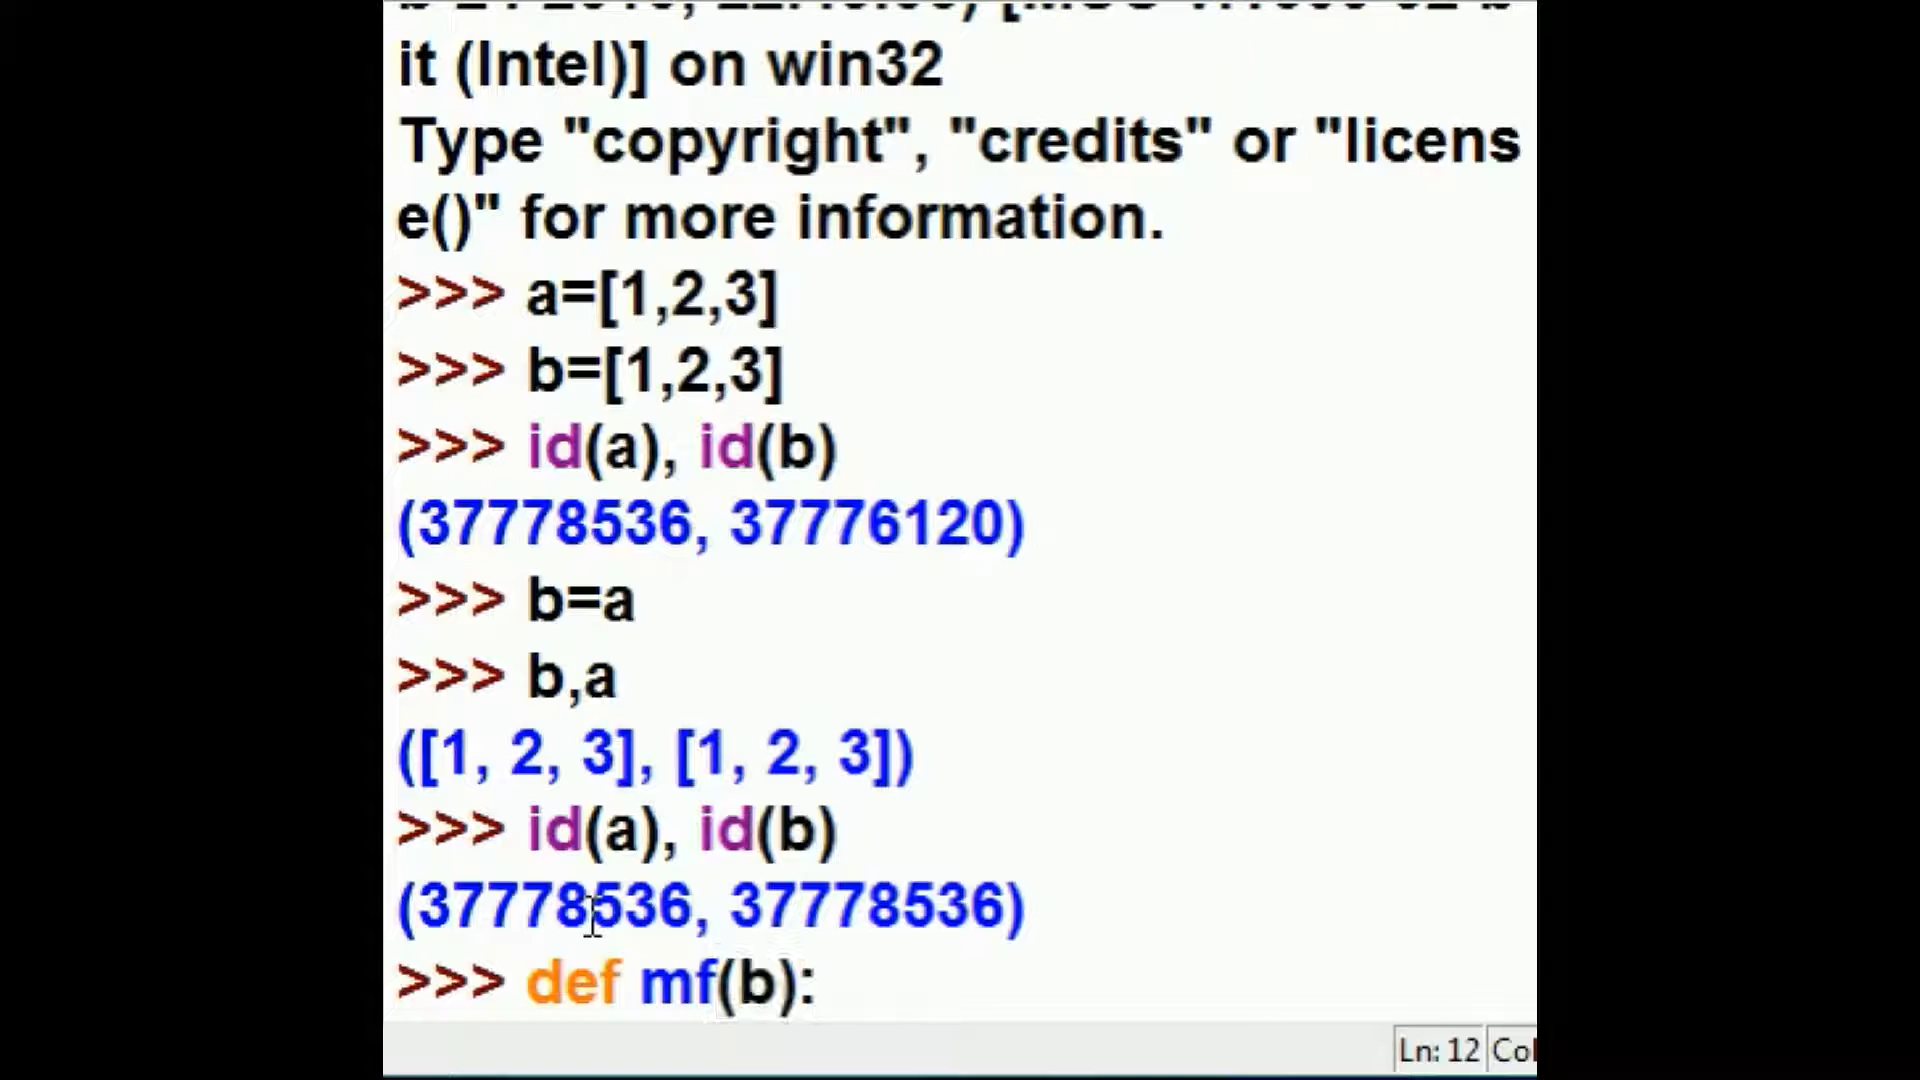 it (Intel)] on win32
Type "copyright", "credits" or "licens
e()" for more information.
>>> a=[1,2,3]
>>> b=[1,2,3]
>>> id(a), id(b)
(37778536, 37776120)
>>> b=a
>>> b,a
([1, 2, 3], [1, 2, 3])
>>> id(a), id(b)
(37778536, 37778536)
>>> def mf(b):
Ln: 12 Col